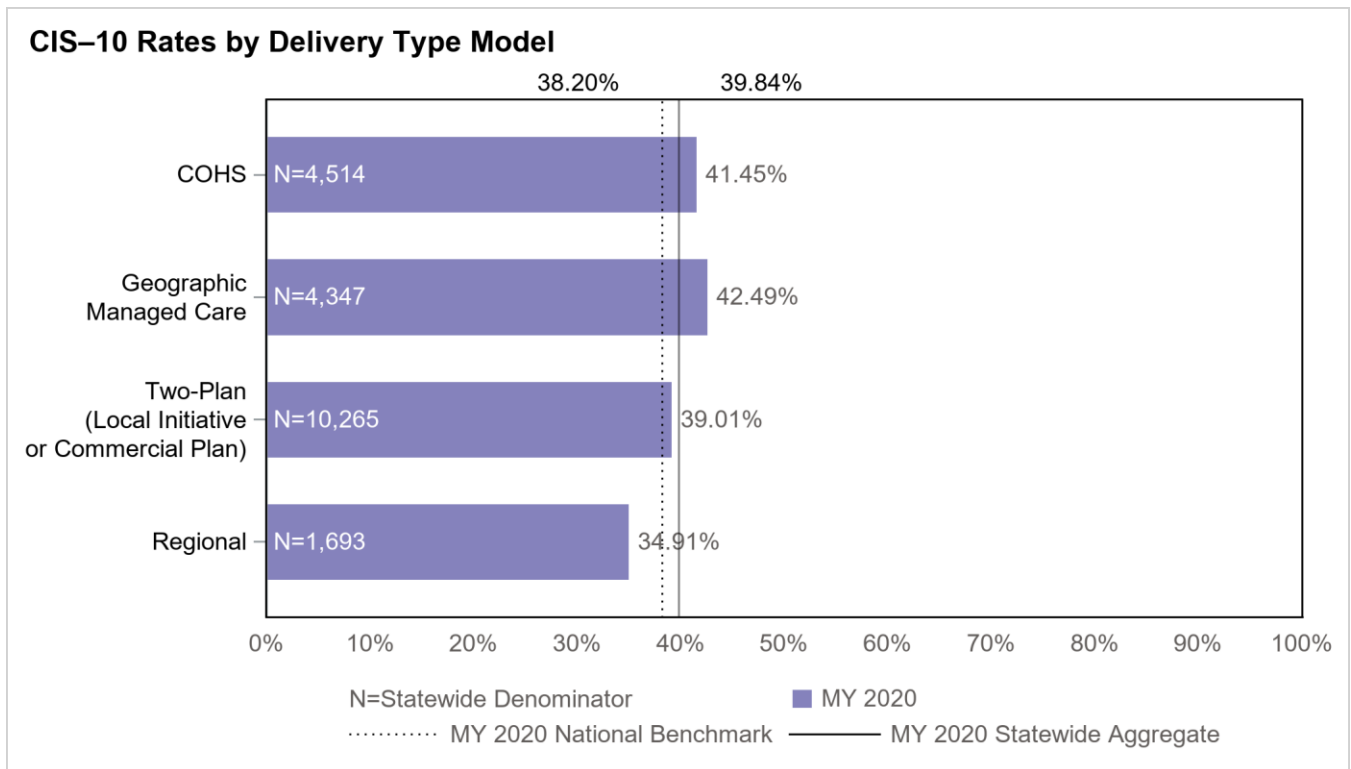 CIS–10 Rates by Delivery Type Model
38.20% 39.84%
COHS N=4,514 41.45%
Geographic
Managed Care
N=4,347 42.49%
Two-Plan
(Local Initiative
or Commercial Plan)
N=10,265 39.01%
Regional N=1,693 34.91%
0% 10% 20% 30% 40% 50% 60% 70% 80% 90% 100%
N=Statewide Denominator MY 2020
MY 2020 National Benchmark MY 2020 Statewide Aggregate